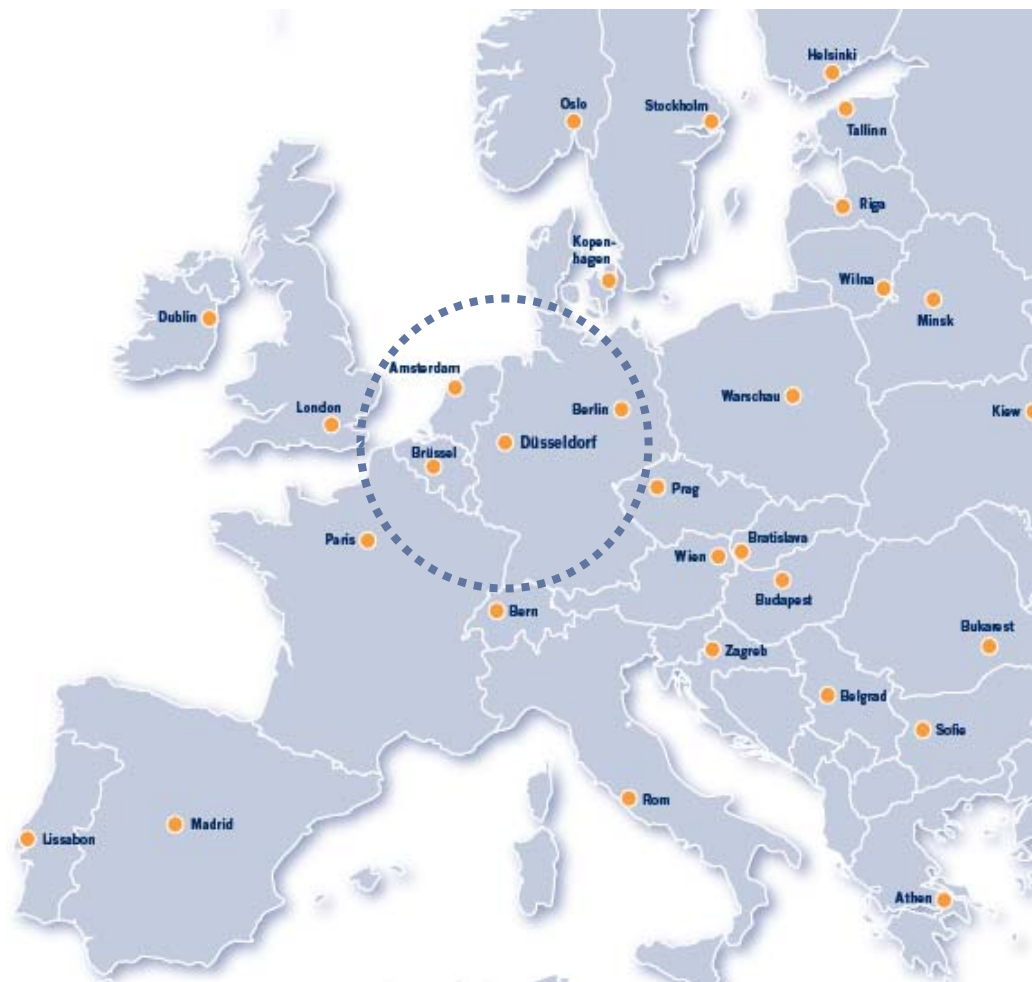 Helsinki
Oslo
Stockholm
Tallinn
Riga
Kopen-
hagen
Wilna
Dublin
Minsk
Amsterdam
Warschau
London
Berlin
Kiew
Düsseldorf
Brüssel
Prag
Paris
Bratislava
Wien
Budapest
Bern
Bukarest
Zagreb
Belgrad
Sofie
Rom
Madrid
Lissabon
Athen